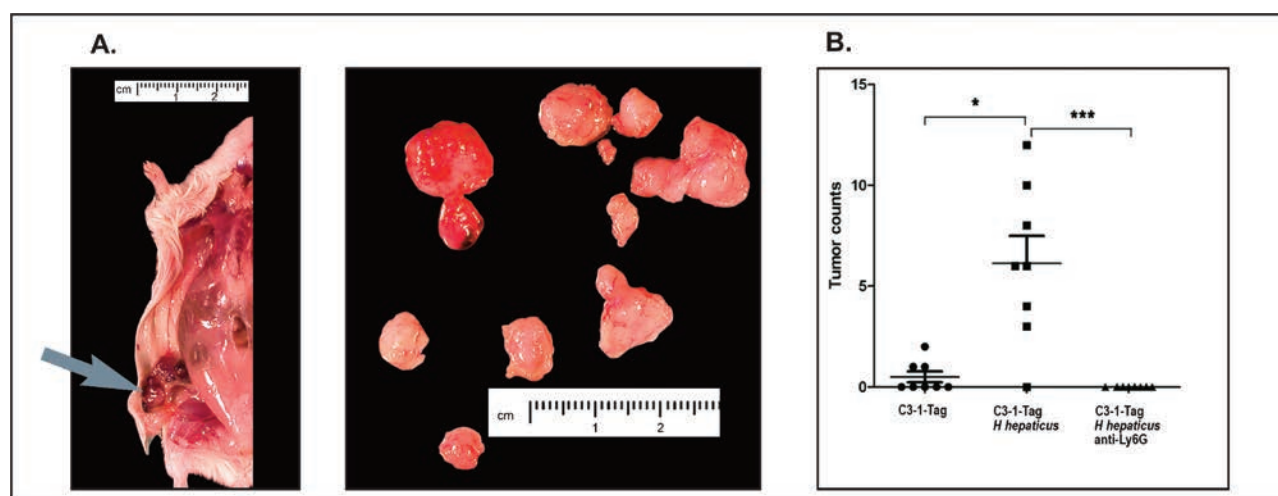 A.
B.
cm 1 2
cm 1 2
Tumor counts
15
10
5
0
*
***
C3-1-Tag
C3-1-Tag
H hepaticus
C3-1-Tag
H hepaticus
anti-Ly6G